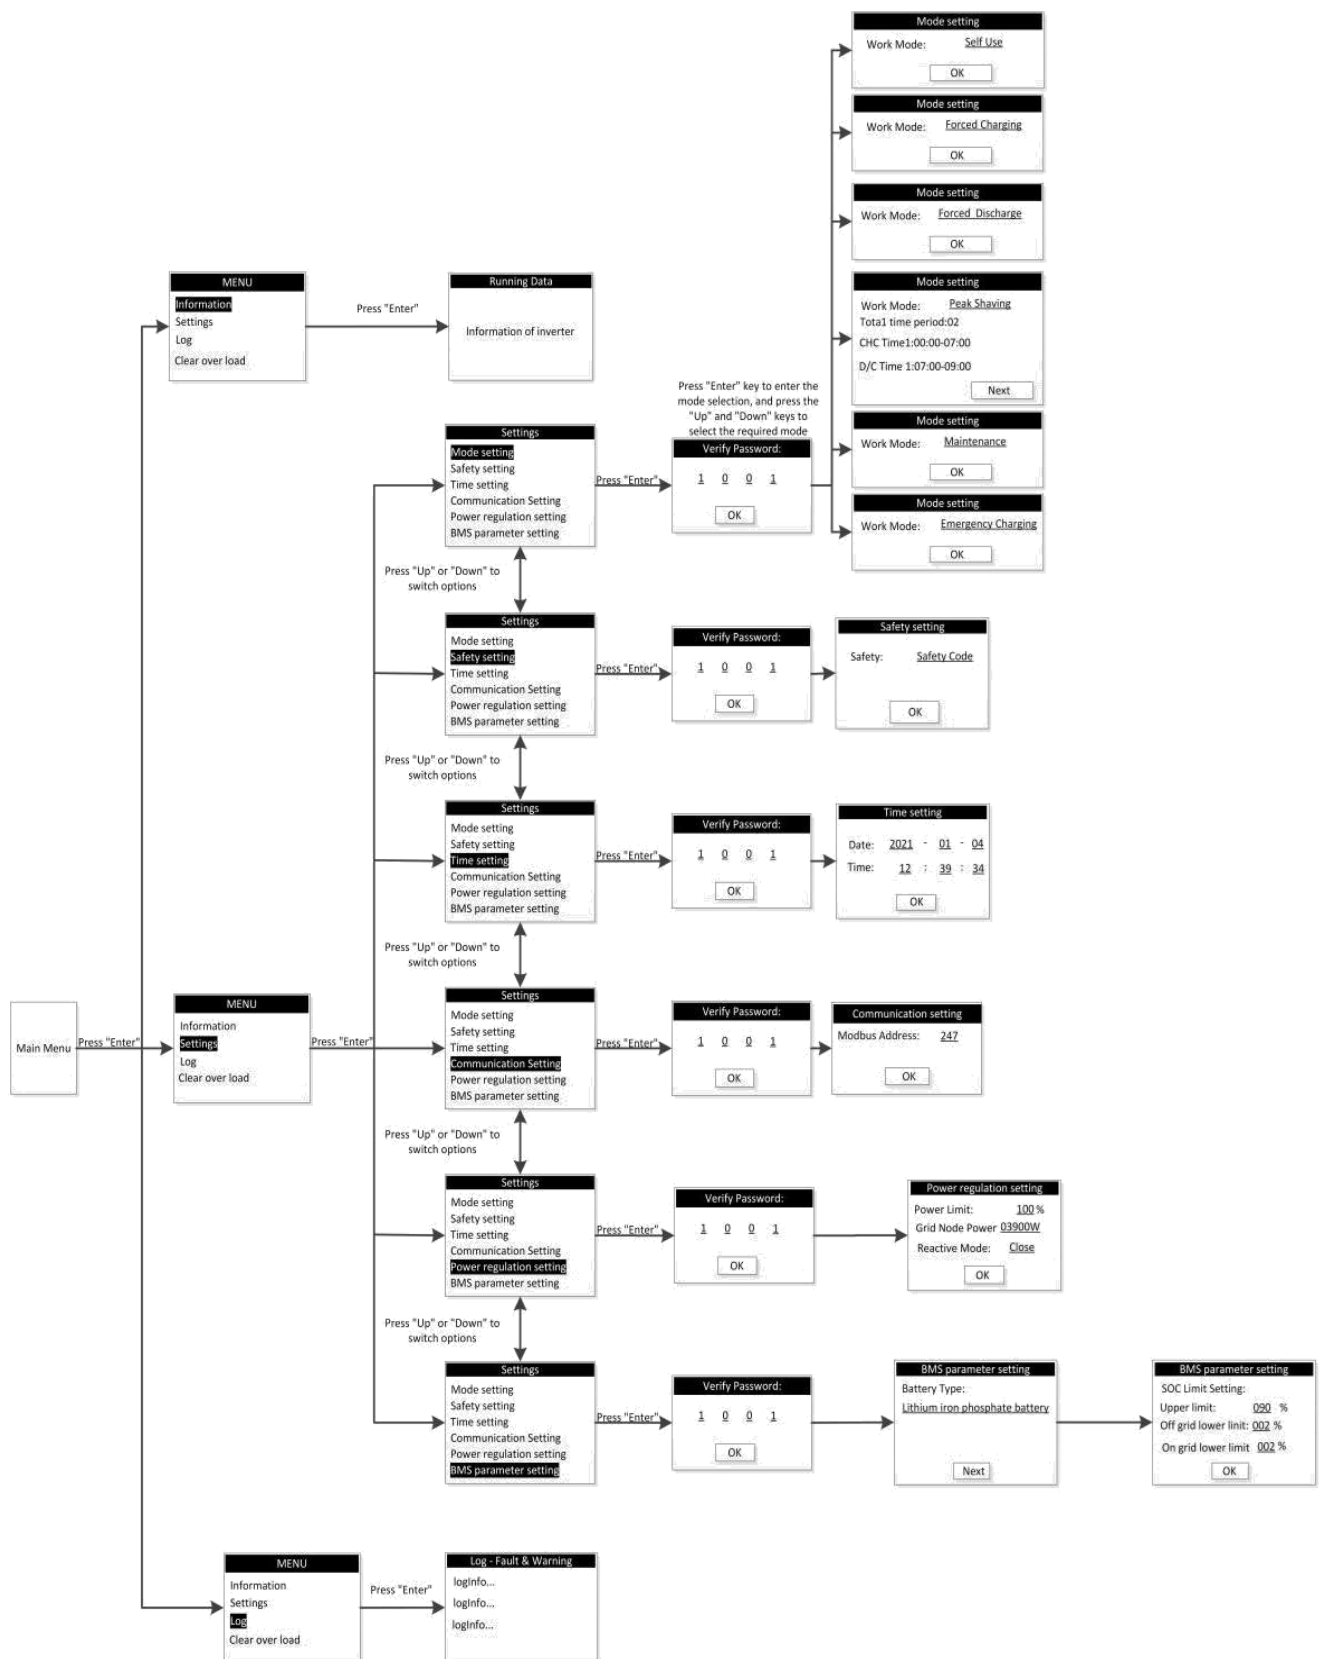 Mode setting
Work Mode: Self Use
OK
Mode setting
Work Mode: Forced Charging
OK
Mode setting
Work Mode: Forced Discharge
OK
Mode setting
Work Mode: Peak Shaving
Tota1 time period:02
CHC Time1:00:00-07:00
D/C Time 1:07:00-09:00
Next
Mode setting
Work Mode: Maintenance
OK
Mode setting
Work Mode: Emergency Charging
OK
MENU
Information
Settings
Log
Clear over load
Press "Enter"
Running Data
Information of inverter
Press "Enter" key to enter the
mode selection, and press the
"Up" and "Down" keys to
select the required mode
Settings
Mode setting
Safety setting
Time setting
Communication Setting
Power regulation setting
BMS parameter setting
Press "Enter"
Verify Password:
1 0 0 1
OK
Press "Up" or "Down" to
switch options
Settings
Mode setting
Safety setting
Time setting
Communication Setting
Power regulation setting
BMS parameter setting
Press "Enter"
Verify Password:
1 0 0 1
OK
Safety setting
Safety: Safety Code
OK
Press "Up" or "Down" to
switch options
Settings
Mode setting
Safety setting
Time setting
Communication Setting
Power regulation setting
BMS parameter setting
Press "Enter"
Verify Password:
1 0 0 1
OK
Time setting
Date: 2021 - 01 - 04
Time: 12 : 39 : 34
OK
Press "Up" or "Down" to
switch options
Main Menu
Press "Enter"
MENU
Information
Settings
Log
Clear over load
Press "Enter"
Settings
Mode setting
Safety setting
Time setting
Communication Setting
Power regulation setting
BMS parameter setting
Press "Enter"
Verify Password:
1 0 0 1
OK
Communication setting
Modbus Address: 247
OK
Press "Up" or "Down" to
switch options
Settings
Mode setting
Safety setting
Time setting
Communication Setting
Power regulation setting
BMS parameter setting
Press "Enter"
Verify Password:
1 0 0 1
OK
Power regulation setting
Power Limit: 100 %
Grid Node Power 03900W
Reactive Mode: Close
OK
Press "Up" or "Down" to
switch options
Settings
Mode setting
Safety setting
Time setting
Communication Setting
Power regulation setting
BMS parameter setting
Press "Enter"
Verify Password:
1 0 0 1
OK
BMS parameter setting
Battery Type:
Lithium iron phosphate battery
Next
BMS parameter setting
SOC Limit Setting:
Upper limit: 090 %
Off grid lower linit: 002 %
On grid lower limit 002 %
OK
MENU
Information
Settings
Log
Clear over load
Press "Enter"
Log - Fault & Warning
logInfo...
logInfo...
logInfo...